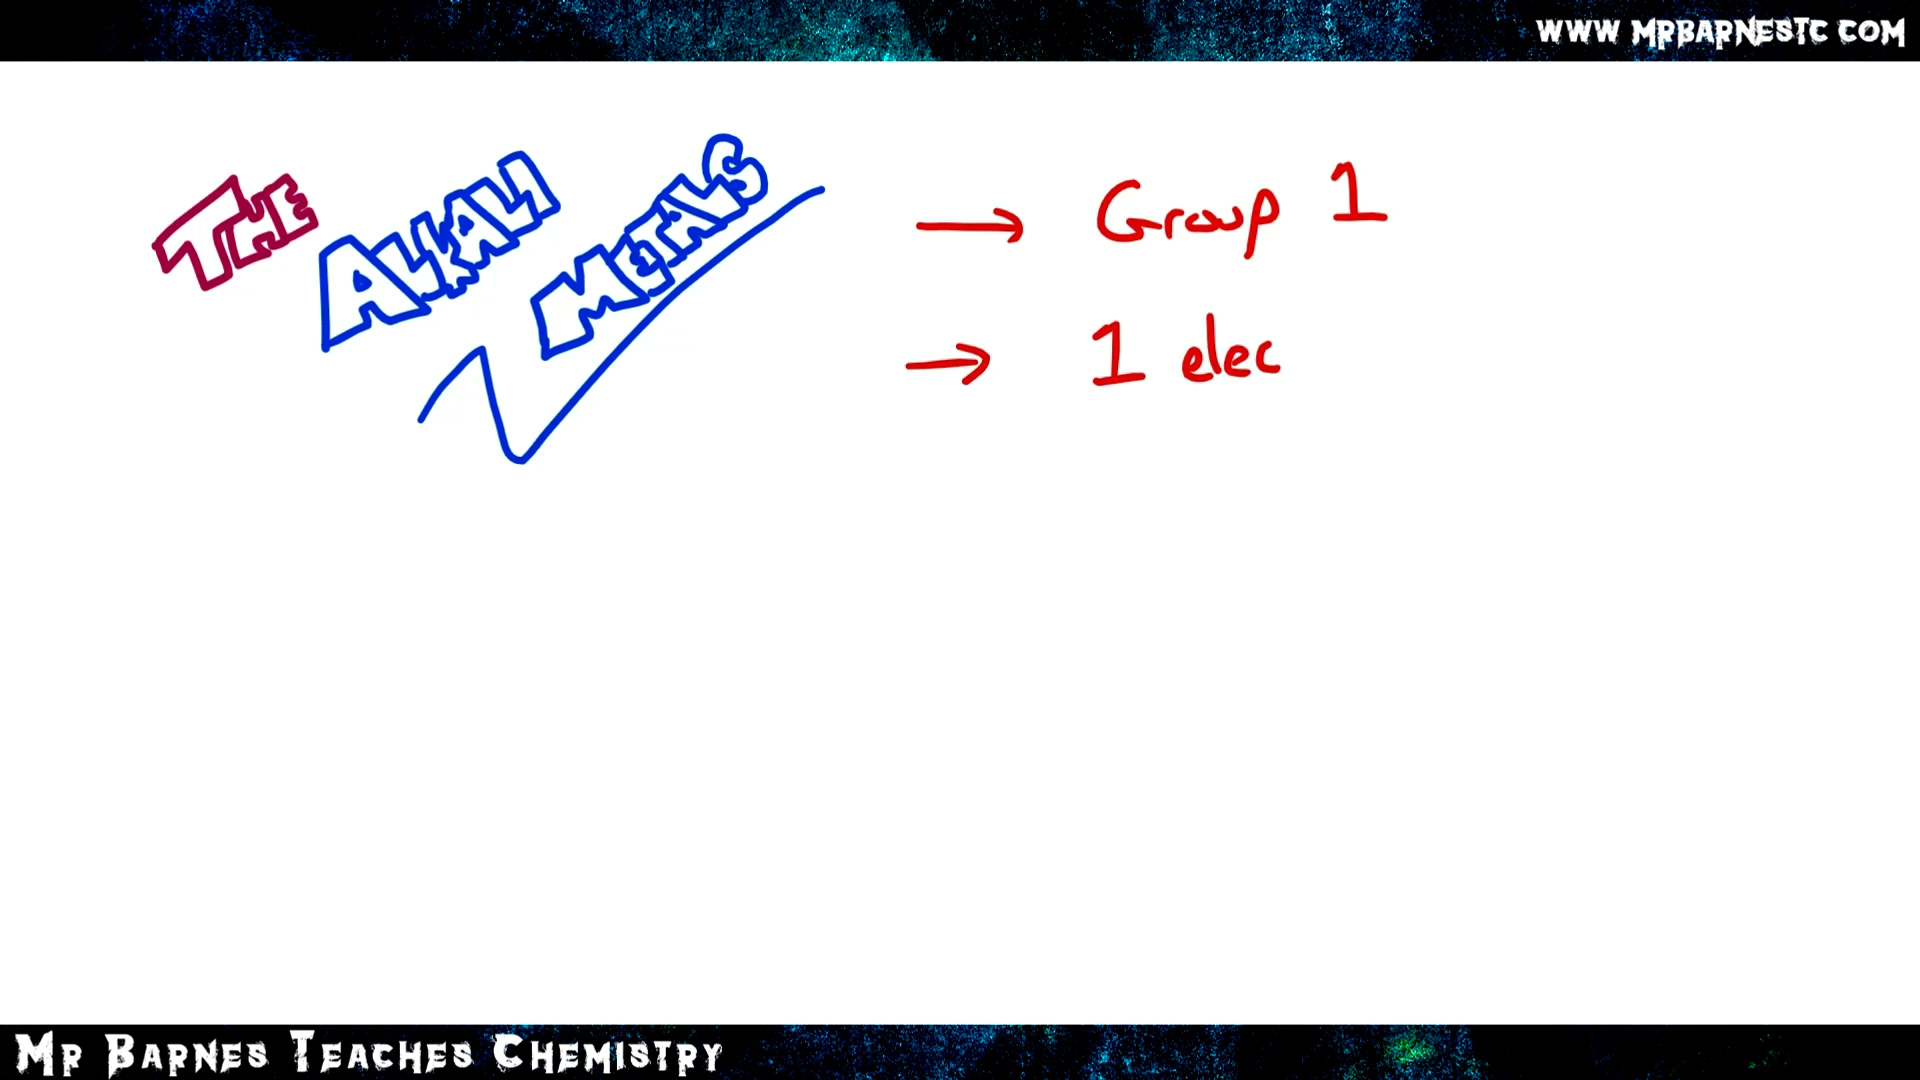 WWW MRBARNESTC COM
THE
ALKALI
METALS
→ Group 1
→ 1 elec
MR BARNES TEACHES CHEMISTRY